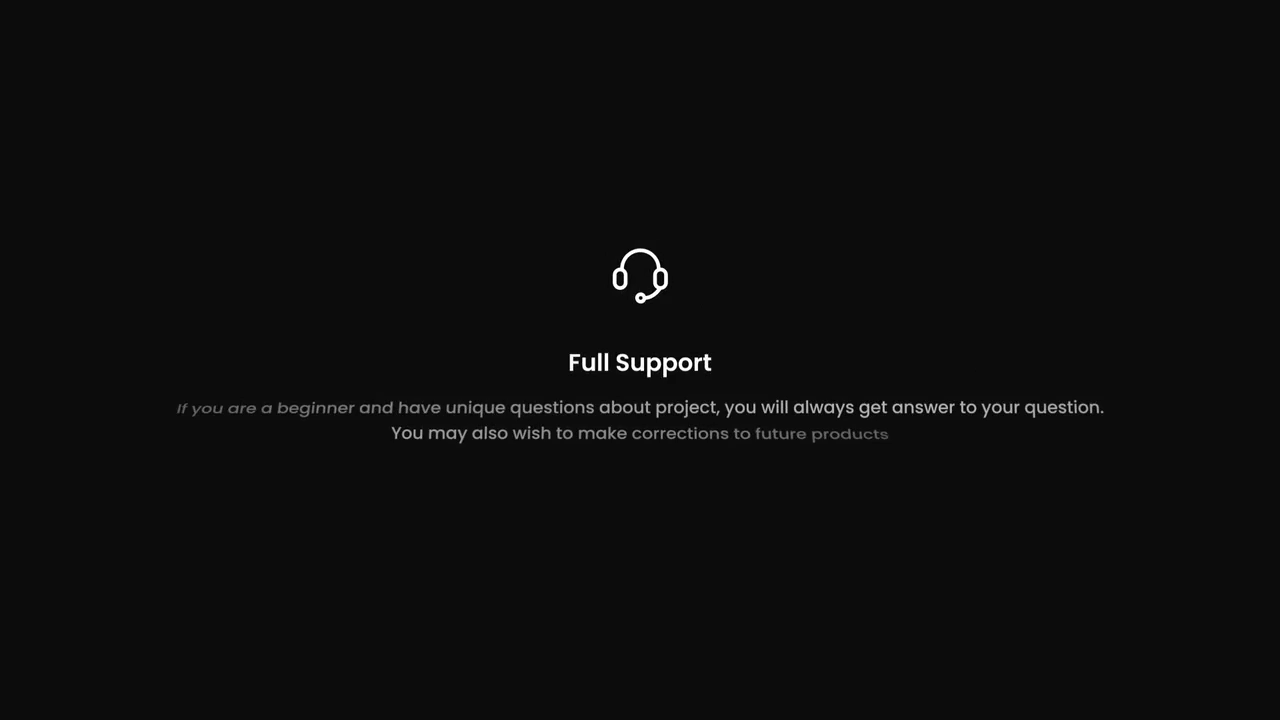 Full Support
If you are a beginner and have unique questions about project, you will always get answer to your question.
You may also wish to make corrections to future products